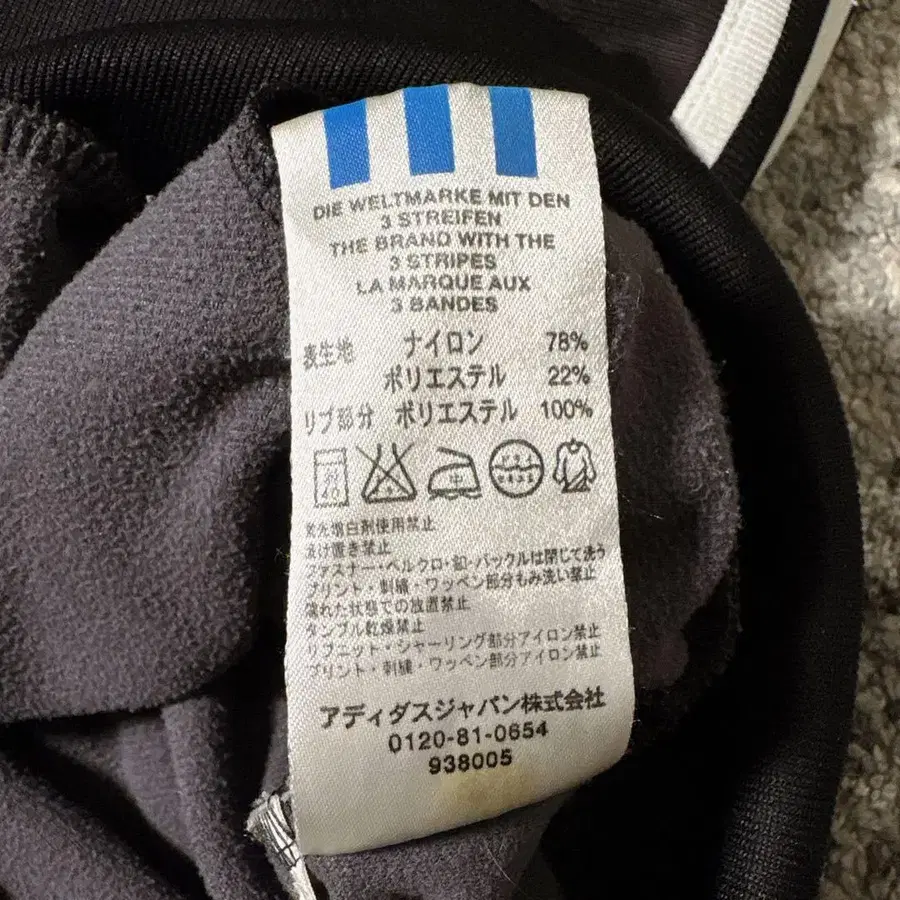 DIE WELTMARKE MIT DEN
3 STREIFEN
THE BRAND WITH THE
3 STRIPES
LA MARQUE AUX
3 BANDES
表生地 ナイロン 78%
ポリエステル 22%
リブ部分 ポリエステル 100%
40 中
蛍光増白剤使用禁止
漬け置き禁止
ファスナー・ベルクロ・釦・バックルは閉じて洗う
プリント・刺繍・ワッペン部分もみ洗い禁止
濡れた状態での放置禁止
タンブル乾燥禁止
リブニット・シャーリング部分アイロン禁止
プリント・刺繍・ワッペン部分アイロン禁止
アディダスジャパン株式会社
0120-81-0654
938005